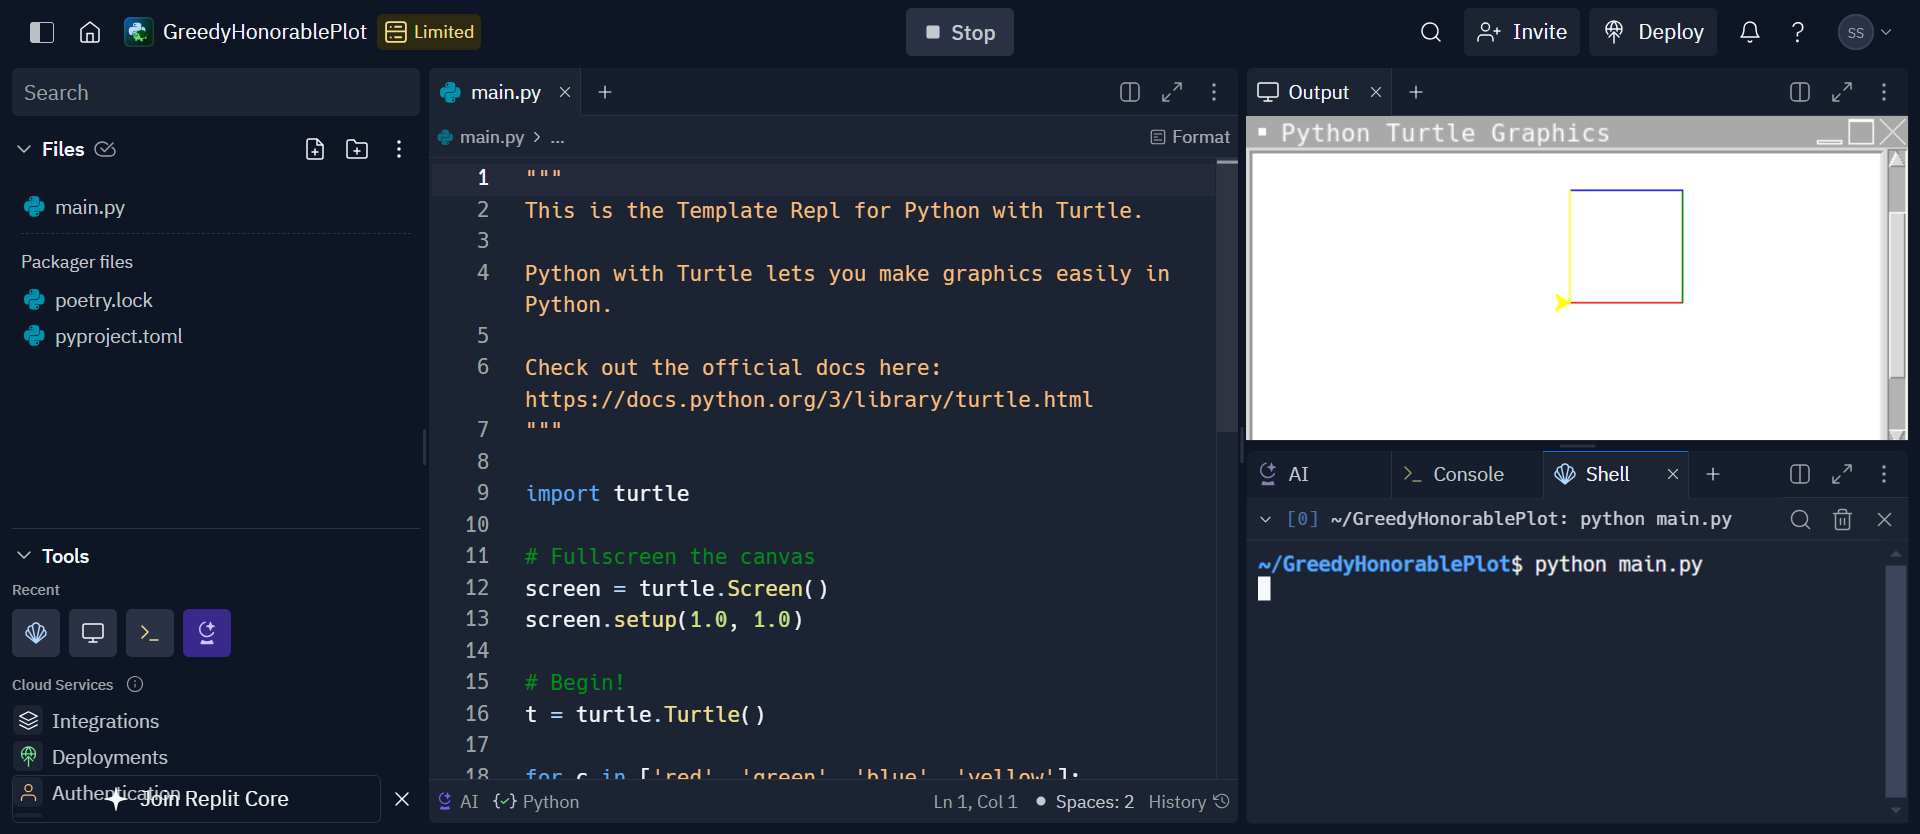 GreedyHonorablePlot
Limited
Stop
Invite
Deploy
?
SS
Search
Files
main.py
Packager files
poetry.lock
pyproject.toml
Tools
Recent
Cloud Services
Integrations
Deployments
Authentication
Join Replit Core
main.py
main.py > ...
Format
1 """
2 This is the Template Repl for Python with Turtle.
3
4 Python with Turtle lets you make graphics easily in
Python.
5
6 Check out the official docs here:
https://docs.python.org/3/library/turtle.html
7 """
8
9 import turtle
10
11 # Fullscreen the canvas
12 screen = turtle.Screen()
13 screen.setup(1.0, 1.0)
14
15 # Begin!
16 t = turtle.Turtle()
17
18 for c in ['red', 'green', 'blue', 'yellow']:
AI
Python
Ln 1, Col 1
Spaces: 2
History
Output
Python Turtle Graphics
AI
Console
Shell
[0] ~/GreedyHonorablePlot: python main.py
~/GreedyHonorablePlot$ python main.py